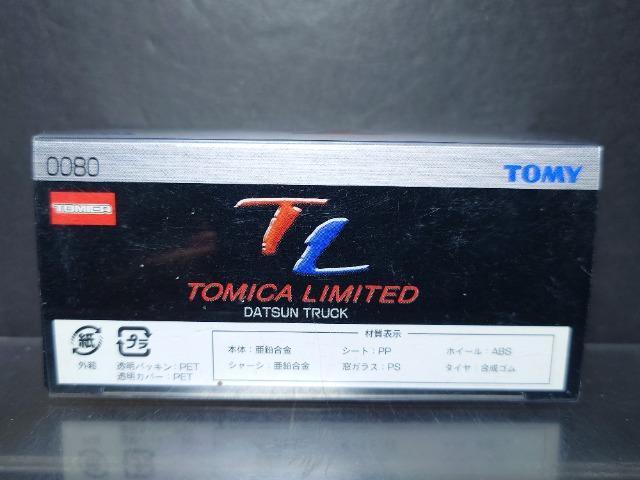 0080
TOMY
TOMICA
TL
TOMICA LIMITED
DATSUN TRUCK
紙
外箱
プラ
透明パッキン:PET
透明カバー:PET
材質表示
本体:亜鉛合金 シート:PP ホイール:ABS
シャーシ:亜鉛合金 窓ガラス:PS タイヤ:合成ゴム